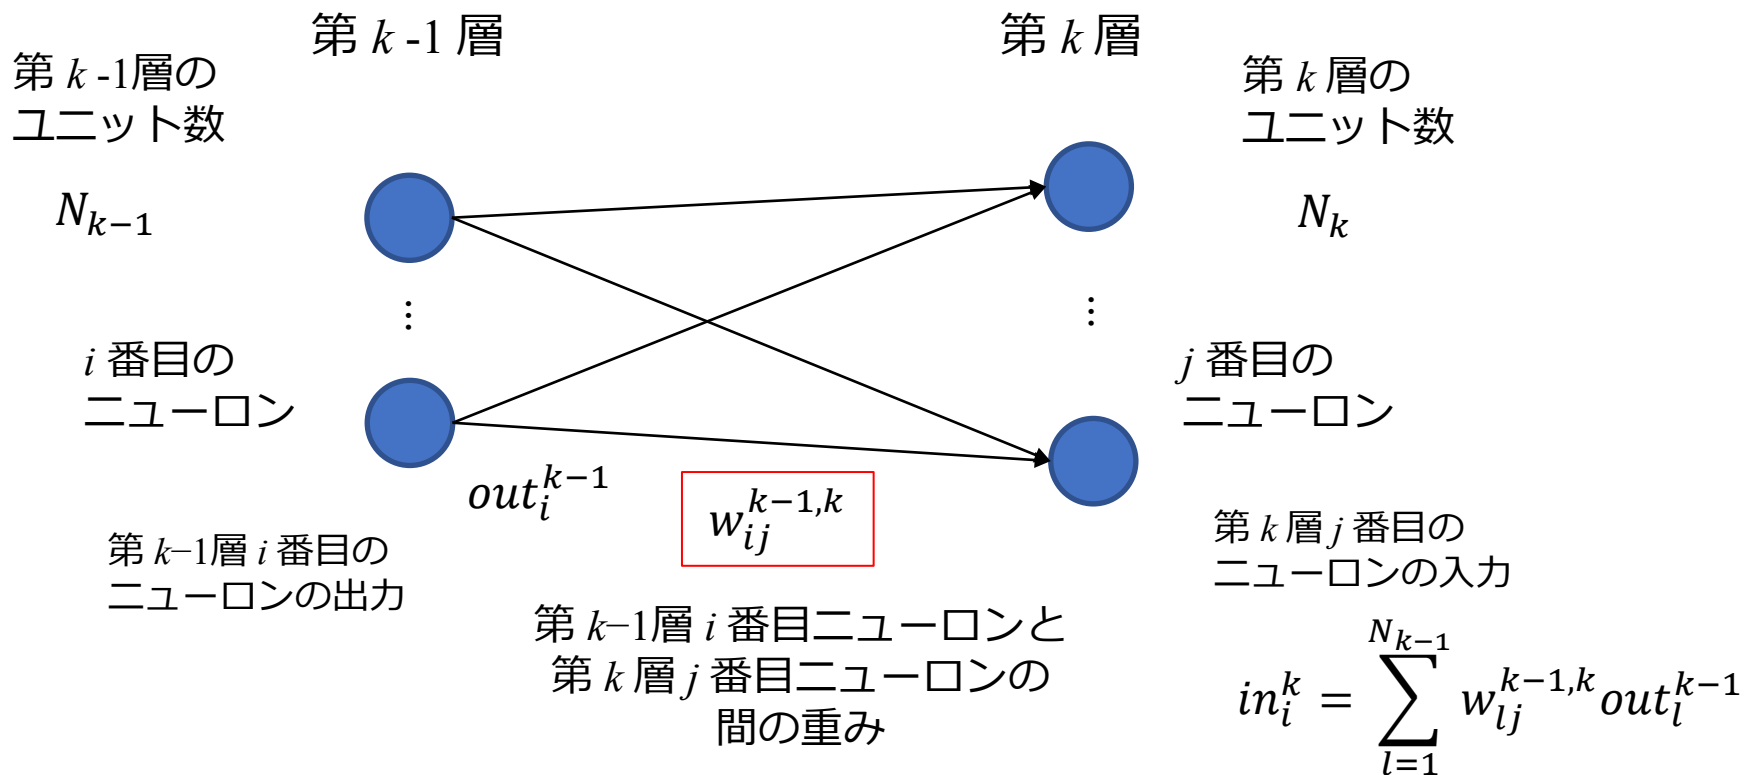 第 k -1 層
第 k 層
第 k -1層の
ユニット数
N_{k-1}
第 k 層の
ユニット数
N_k
⋮
⋮
i 番目の
ニューロン
j 番目の
ニューロン
out_i^{k-1}
w_{ij}^{k-1,k}
第 k−1層 i 番目の
ニューロンの出力
第 k−1層 i 番目ニューロンと
第 k 層 j 番目ニューロンの
間の重み
第 k 層 j 番目の
ニューロンの入力
in_i^k = \sum_{l=1}^{N_{k-1}} w_{lj}^{k-1,k} out_l^{k-1}